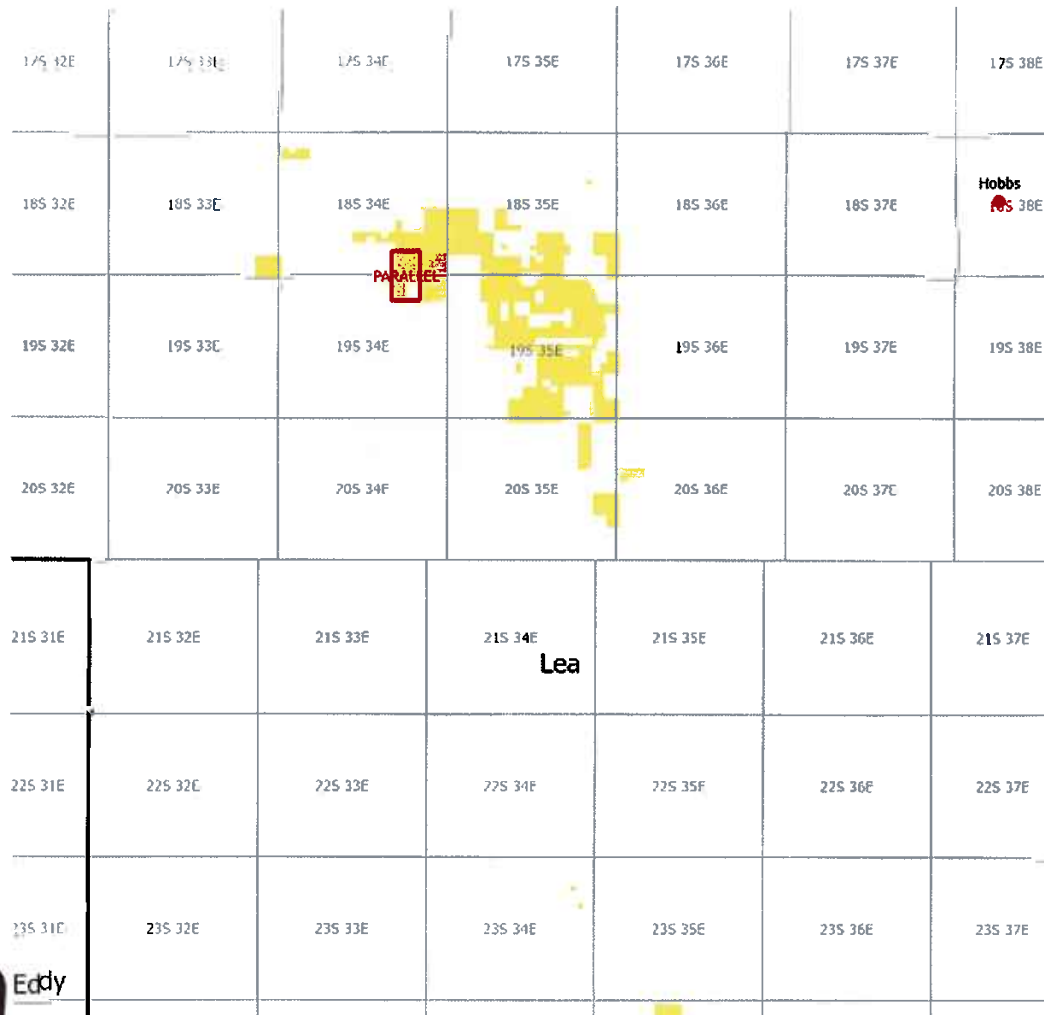 17S 32E 17S 33E 17S 34E 17S 35E 17S 36E 17S 37E 17S 38E
Hobbs
18S 32E 18S 33E 18S 34E 18S 35E 18S 36E 18S 37E 18S 38E
PARALLEL
19S 32E 19S 33E 19S 34E 19S 35E 19S 36E 19S 37E 19S 38E
20S 32E 20S 33E 20S 34E 20S 35E 20S 36E 20S 37E 20S 38E
21S 31E 21S 32E 21S 33E 21S 34E 21S 35E 21S 36E 21S 37E
Lea
22S 31E 22S 32E 22S 33E 22S 34E 22S 35E 22S 36E 22S 37E
23S 31E 23S 32E 23S 33E 23S 34E 23S 35E 23S 36E 23S 37E
Eddy